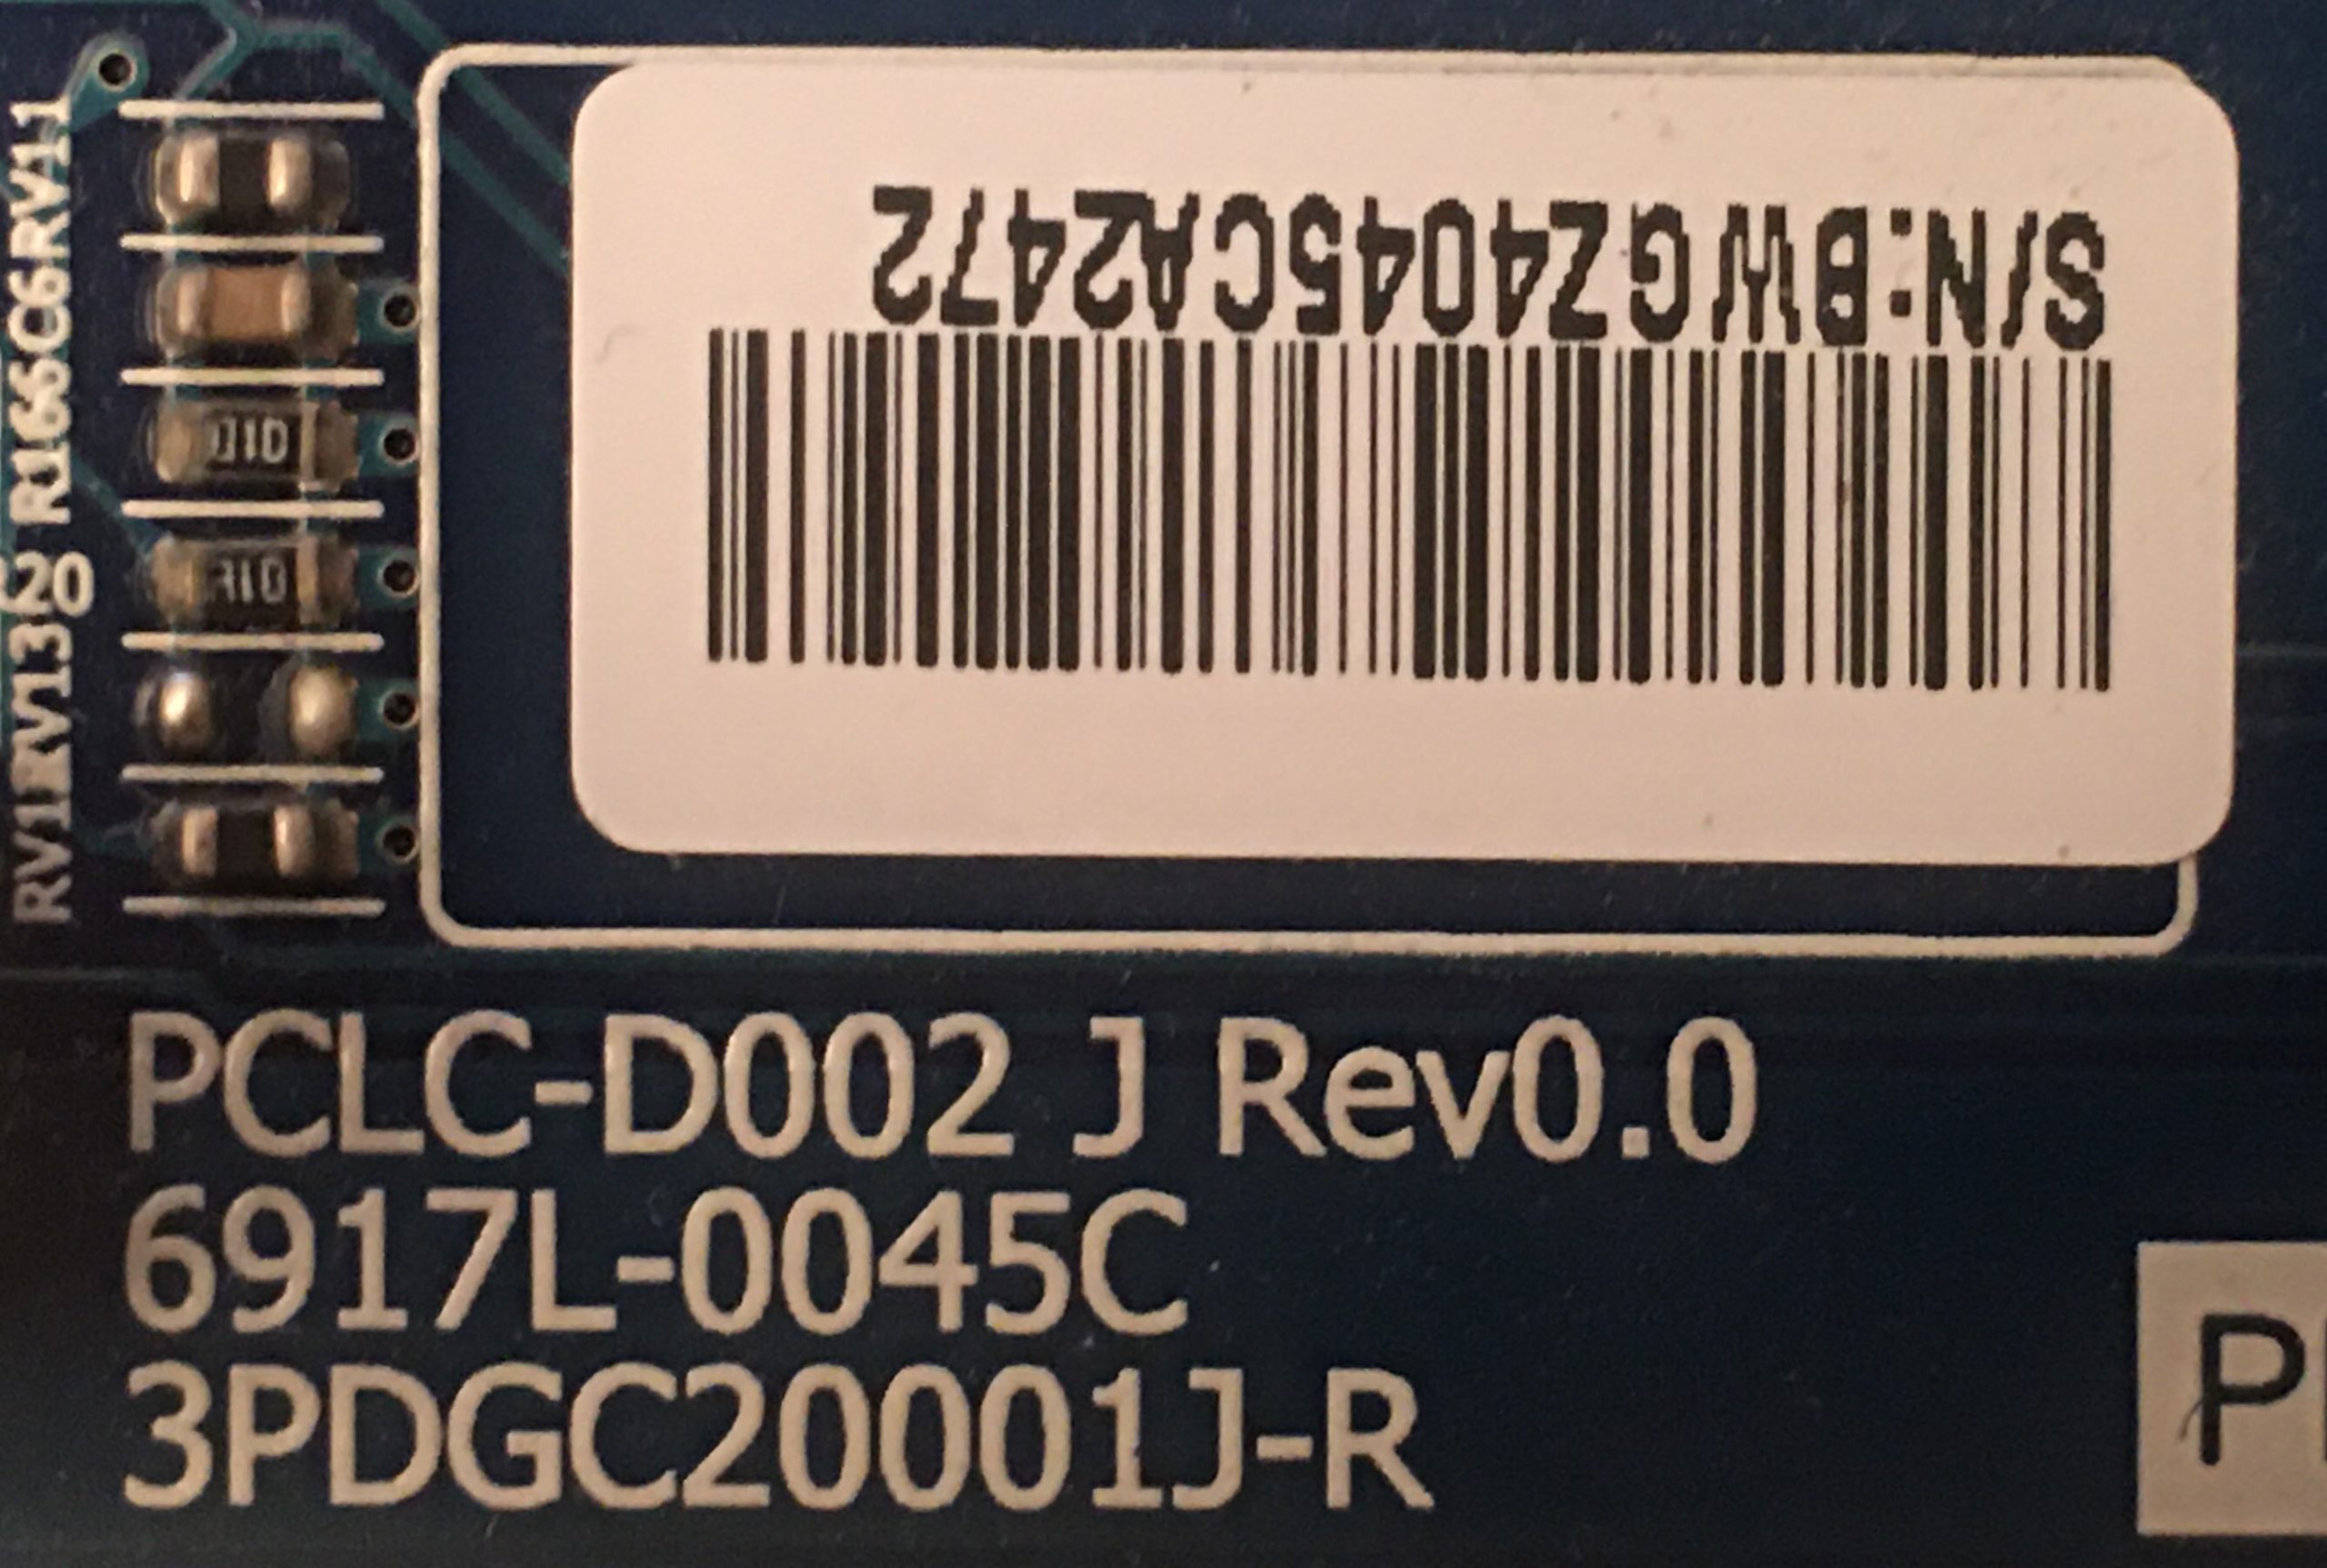 S/N:BWGZ4045CA2472
PCLC-D002 J Rev0.0
6917L-0045C
3PDGC20001J-R